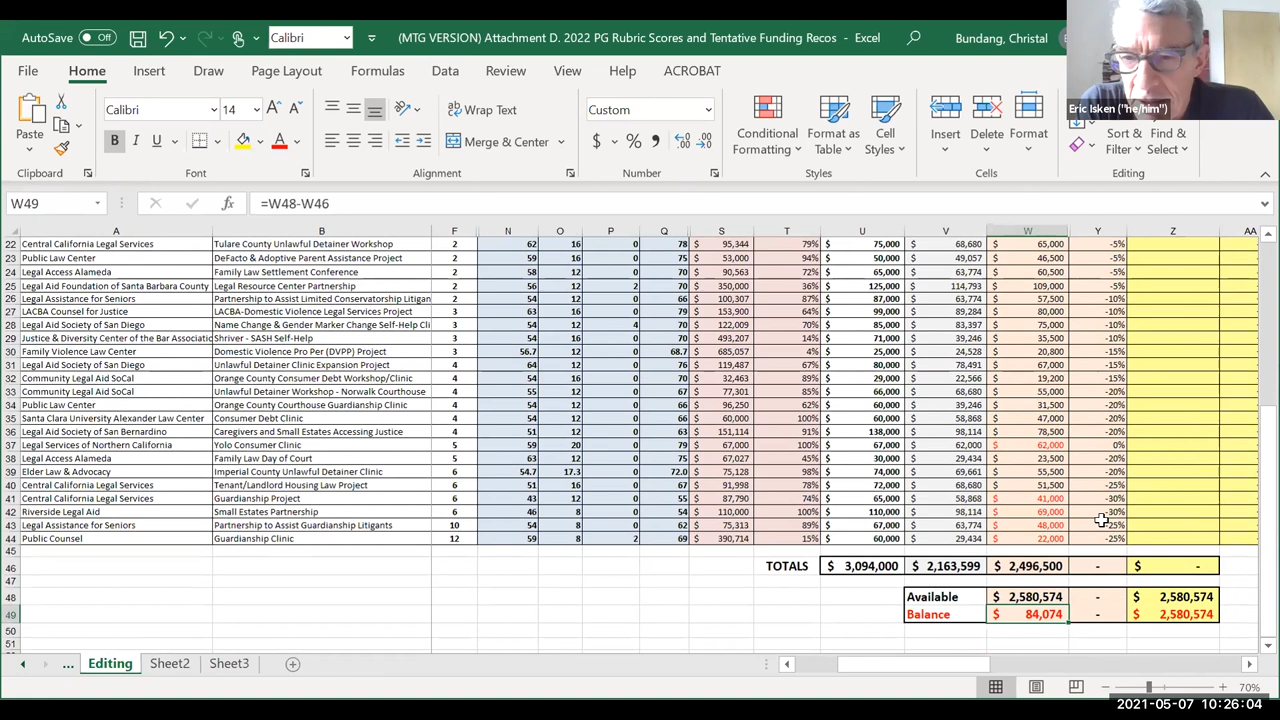 AutoSave Off Calibri (MTG VERSION) Attachment D. 2022 PG Rubric Scores and Tentative Funding Recos - Excel Bundang, Christal
File Home Insert Draw Page Layout Formulas Data Review View Help ACROBAT
Eric Isken ("he/him")
Calibri 14 Wrap Text Custom
Paste B I U A Merge & Center $ % Conditional Formatting Format as Table Cell Styles Insert Delete Format Sort & Filter Find & Select
Clipboard Font Alignment Number Styles Cells Editing
W49 fx =W48-W46
A B F N O P Q S T U V W Y Z AA
22 Central California Legal Services Tulare County Unlawful Detainer Workshop 2 62 16 0 78 $ 95,344 79% $ 75,000 $ 68,680 $ 65,000 -5%
23 Public Law Center DeFacto & Adoptive Parent Assistance Project 2 59 16 0 75 $ 53,000 94% $ 50,000 $ 49,057 $ 46,500 -5%
24 Legal Access Alameda Family Law Settlement Conference 2 58 12 0 70 $ 90,563 72% $ 65,000 $ 63,774 $ 60,500 -5%
25 Legal Aid Foundation of Santa Barbara County Legal Resource Center Partnership 2 56 12 2 70 $ 350,000 36% $ 125,000 $ 114,793 $ 109,000 -5%
26 Legal Assistance for Seniors Partnership to Assist Limited Conservatorship Litigan 2 54 12 0 66 $ 100,307 87% $ 87,000 $ 63,774 $ 57,500 -10%
27 LACBA Counsel for Justice LACBA-Domestic Violence Legal Services Project 3 63 16 0 79 $ 153,930 64% $ 99,000 $ 89,284 $ 80,000 -10%
28 Legal Aid Society of San Diego Name Change & Gender Marker Change Self-Help Cli 3 54 12 4 70 $ 122,009 70% $ 85,000 $ 83,397 $ 75,000 -10%
29 Justice & Diversity Center of the Bar Associatic Shriver - SASH Self-Help 3 54 12 0 66 $ 493,207 14% $ 71,000 $ 39,246 $ 35,500 -10%
30 Family Violence Law Center Domestic Violence Pro Per (DVPP) Project 3 56.7 12 0 68.7 $ 685,057 4% $ 25,000 $ 24,528 $ 20,800 -15%
31 Legal Aid Society of San Diego Unlawful Detainer Clinic Expansion Project 4 64 12 0 76 $ 119,487 67% $ 80,000 $ 78,491 $ 67,000 -15%
32 Community Legal Aid SoCal Orange County Consumer Debt Workshop/Clinic 4 54 16 0 70 $ 32,463 89% $ 29,000 $ 22,566 $ 19,200 -15%
33 Community Legal Aid SoCal Unlawful Detainer Workshop - Norwalk Courthouse 4 55 12 0 67 $ 77,301 85% $ 66,000 $ 68,680 $ 55,000 -20%
34 Public Law Center Orange County Courthouse Guardianship Clinic 4 54 12 0 66 $ 96,250 62% $ 60,000 $ 39,246 $ 31,500 -20%
35 Santa Clara University Alexander Law Center Consumer Debt Clinic 4 54 12 0 66 $ 60,000 100% $ 60,000 $ 58,868 $ 47,000 -20%
36 Legal Aid Society of San Bernardino Caregivers and Small Estates Accessing Justice 4 51 12 0 63 $ 151,114 91% $ 138,000 $ 98,114 $ 78,500 -20%
37 Legal Services of Northern California Yolo Consumer Clinic 5 59 20 0 79 $ 67,000 100% $ 67,000 $ 62,000 $ 62,000 0%
38 Legal Access Alameda Family Law Day of Court 5 63 12 0 75 $ 67,027 45% $ 30,000 $ 29,434 $ 23,500 -20%
39 Elder Law & Advocacy Imperial County Unlawful Detainer Clinic 6 54.7 17.3 0 72.0 $ 75,128 98% $ 74,000 $ 69,661 $ 55,500 -20%
40 Central California Legal Services Tenant/Landlord Housing Law Project 6 51 16 0 67 $ 91,998 78% $ 72,000 $ 68,680 $ 51,500 -25%
41 Central California Legal Services Guardianship Project 6 43 12 0 55 $ 87,790 74% $ 65,000 $ 58,868 $ 41,000 -30%
42 Riverside Legal Aid Small Estates Partnership 6 46 8 0 54 $ 110,000 100% $ 110,000 $ 98,114 $ 69,000 -30%
43 Legal Assistance for Seniors Partnership to Assist Guardianship Litigants 10 54 8 0 62 $ 75,313 89% $ 67,000 $ 63,774 $ 48,000 25%
44 Public Counsel Guardianship Clinic 12 59 8 2 69 $ 390,714 15% $ 60,000 $ 29,434 $ 22,000 -25%
45
46 TOTALS $ 3,094,000 $ 2,163,599 $ 2,496,500 - $ -
47
48 Available $ 2,580,574 - $ 2,580,574
49 Balance $ 84,074 - $ 2,580,574
50
51
... Editing Sheet2 Sheet3
70%
2021-05-07 10:26:04